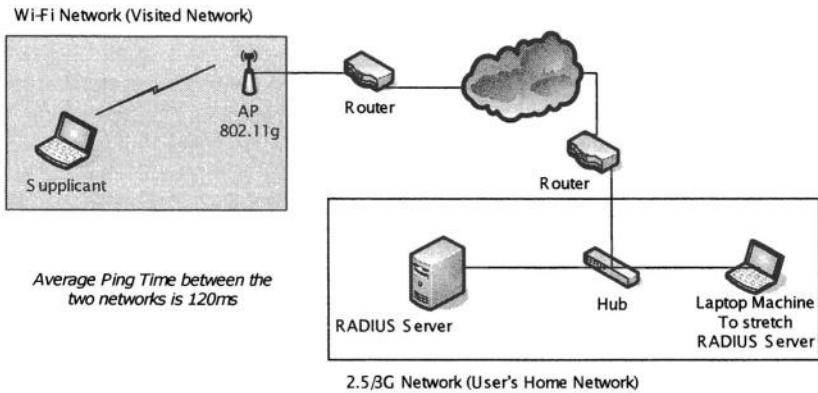 Wi-Fi Network (Visited Network)
AP
802.11g
Router
Supplicant
Router
Average Ping Time between the
two networks is 120ms
RADIUS Server
Hub
Laptop Machine
To stretch
RADIUS Server
2.5/3G Network (User's Home Network)